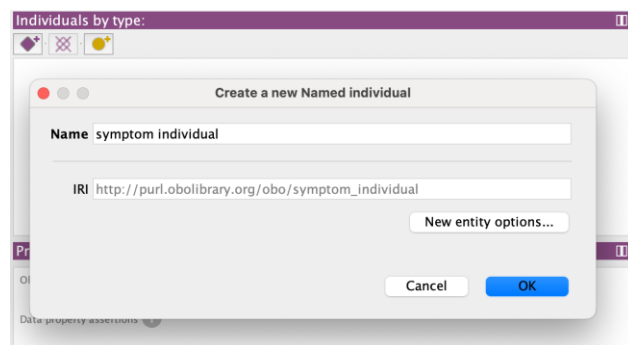 Individuals by type:
Create a new Named individual
Name symptom individual
IRI http://purl.obolibrary.org/obo/symptom_individual
New entity options...
Pr
Cancel OK
Data property assertions